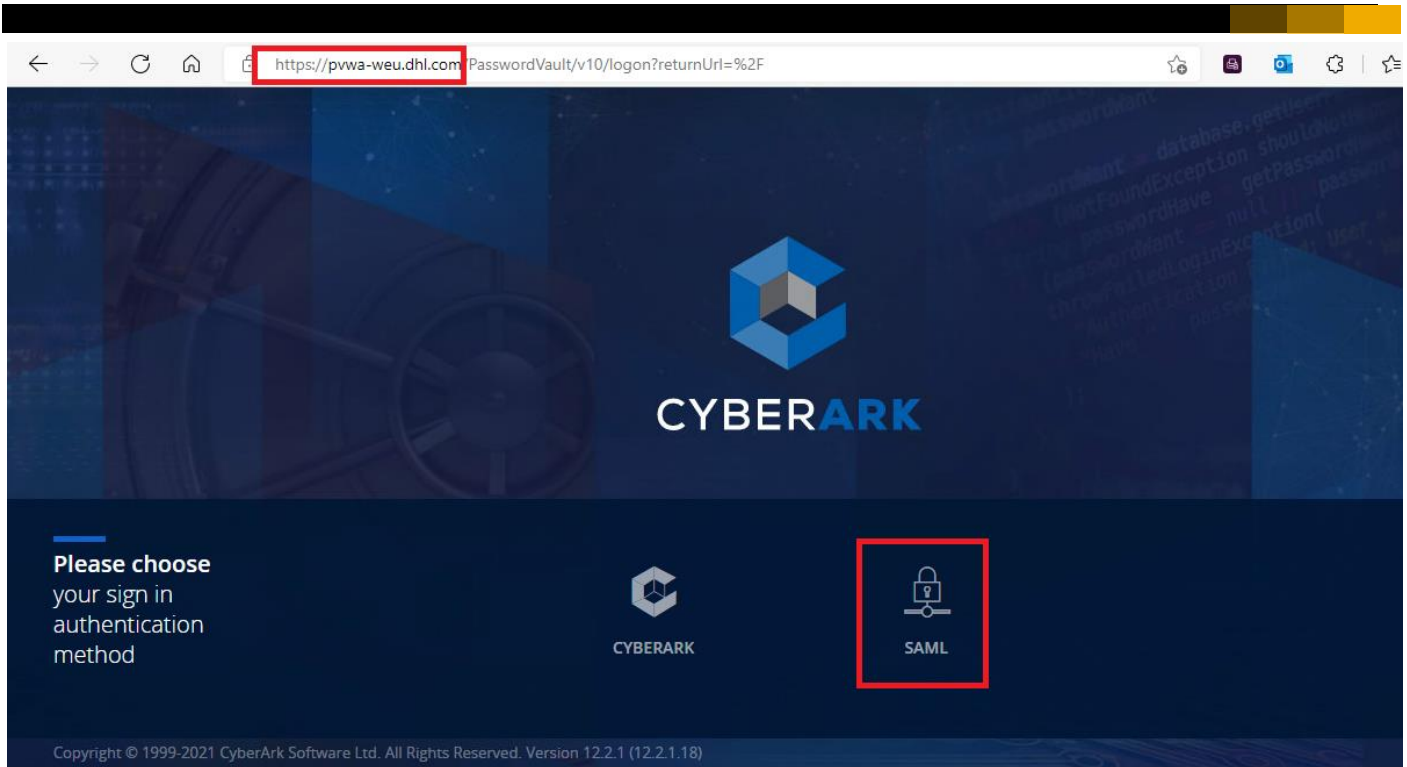 https://pvwa-weu.dhl.com/PasswordVault/v10/logon?returnUrl=%2F
CYBERARK
Please choose
your sign in
authentication
method
CYBERARK
SAML
Copyright © 1999-2021 CyberArk Software Ltd. All Rights Reserved. Version 12.2.1 (12.2.1.18)